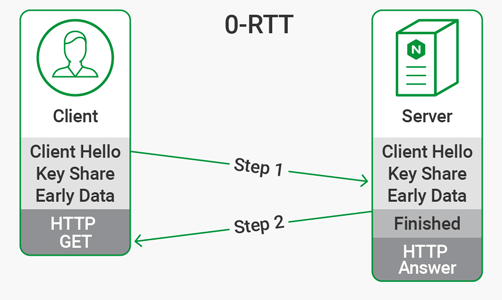 0-RTT
N
Client
Client Hello
Key Share
Early Data
HTTP
GET
Step 1
Step 2
Server
Client Hello
Key Share
Early Data
Finished
HTTP
Answer